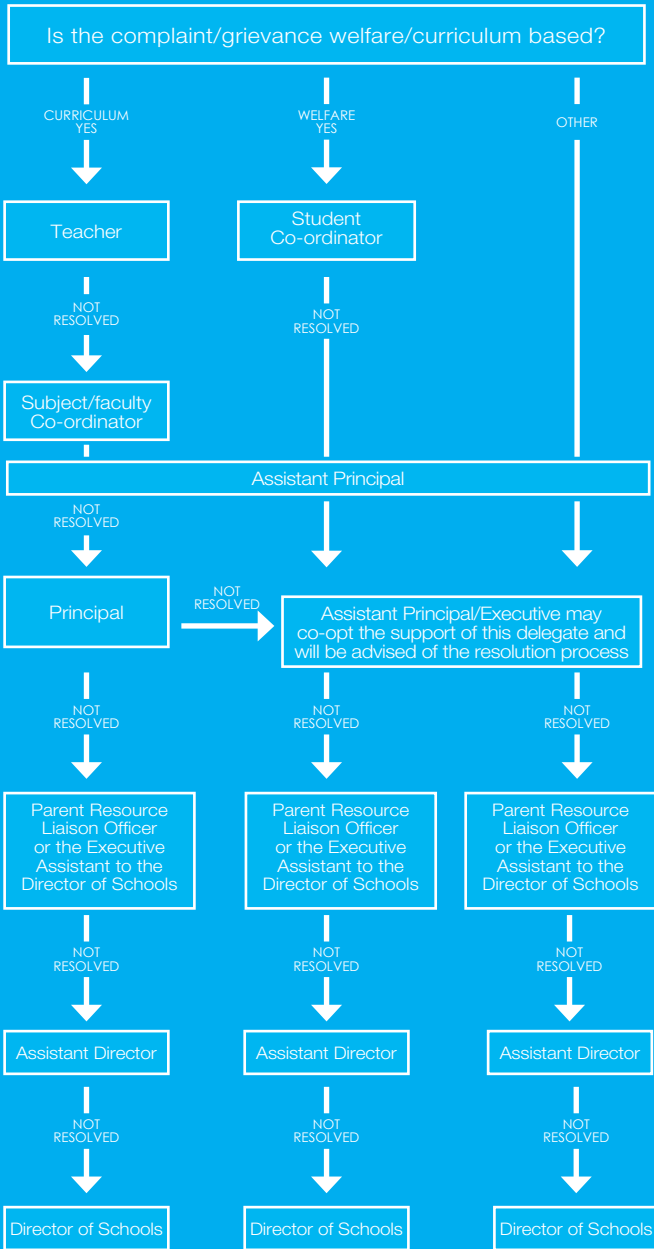 Is the complaint/grievance welfare/curriculum based?
CURRICULUM
YES
WELFARE
YES
OTHER
Teacher
Student
Co-ordinator
NOT
RESOLVED
NOT
RESOLVED
Subject/faculty
Co-ordinator
Assistant Principal
NOT
RESOLVED
Principal
NOT
RESOLVED
Assistant Principal/Executive may
co-opt the support of this delegate and
will be advised of the resolution process
NOT
RESOLVED
NOT
RESOLVED
NOT
RESOLVED
Parent Resource
Liaison Officer
or the Executive
Assistant to the
Director of Schools
Parent Resource
Liaison Officer
or the Executive
Assistant to the
Director of Schools
Parent Resource
Liaison Officer
or the Executive
Assistant to the
Director of Schools
NOT
RESOLVED
NOT
RESOLVED
NOT
RESOLVED
Assistant Director
Assistant Director
Assistant Director
NOT
RESOLVED
NOT
RESOLVED
NOT
RESOLVED
Director of Schools
Director of Schools
Director of Schools